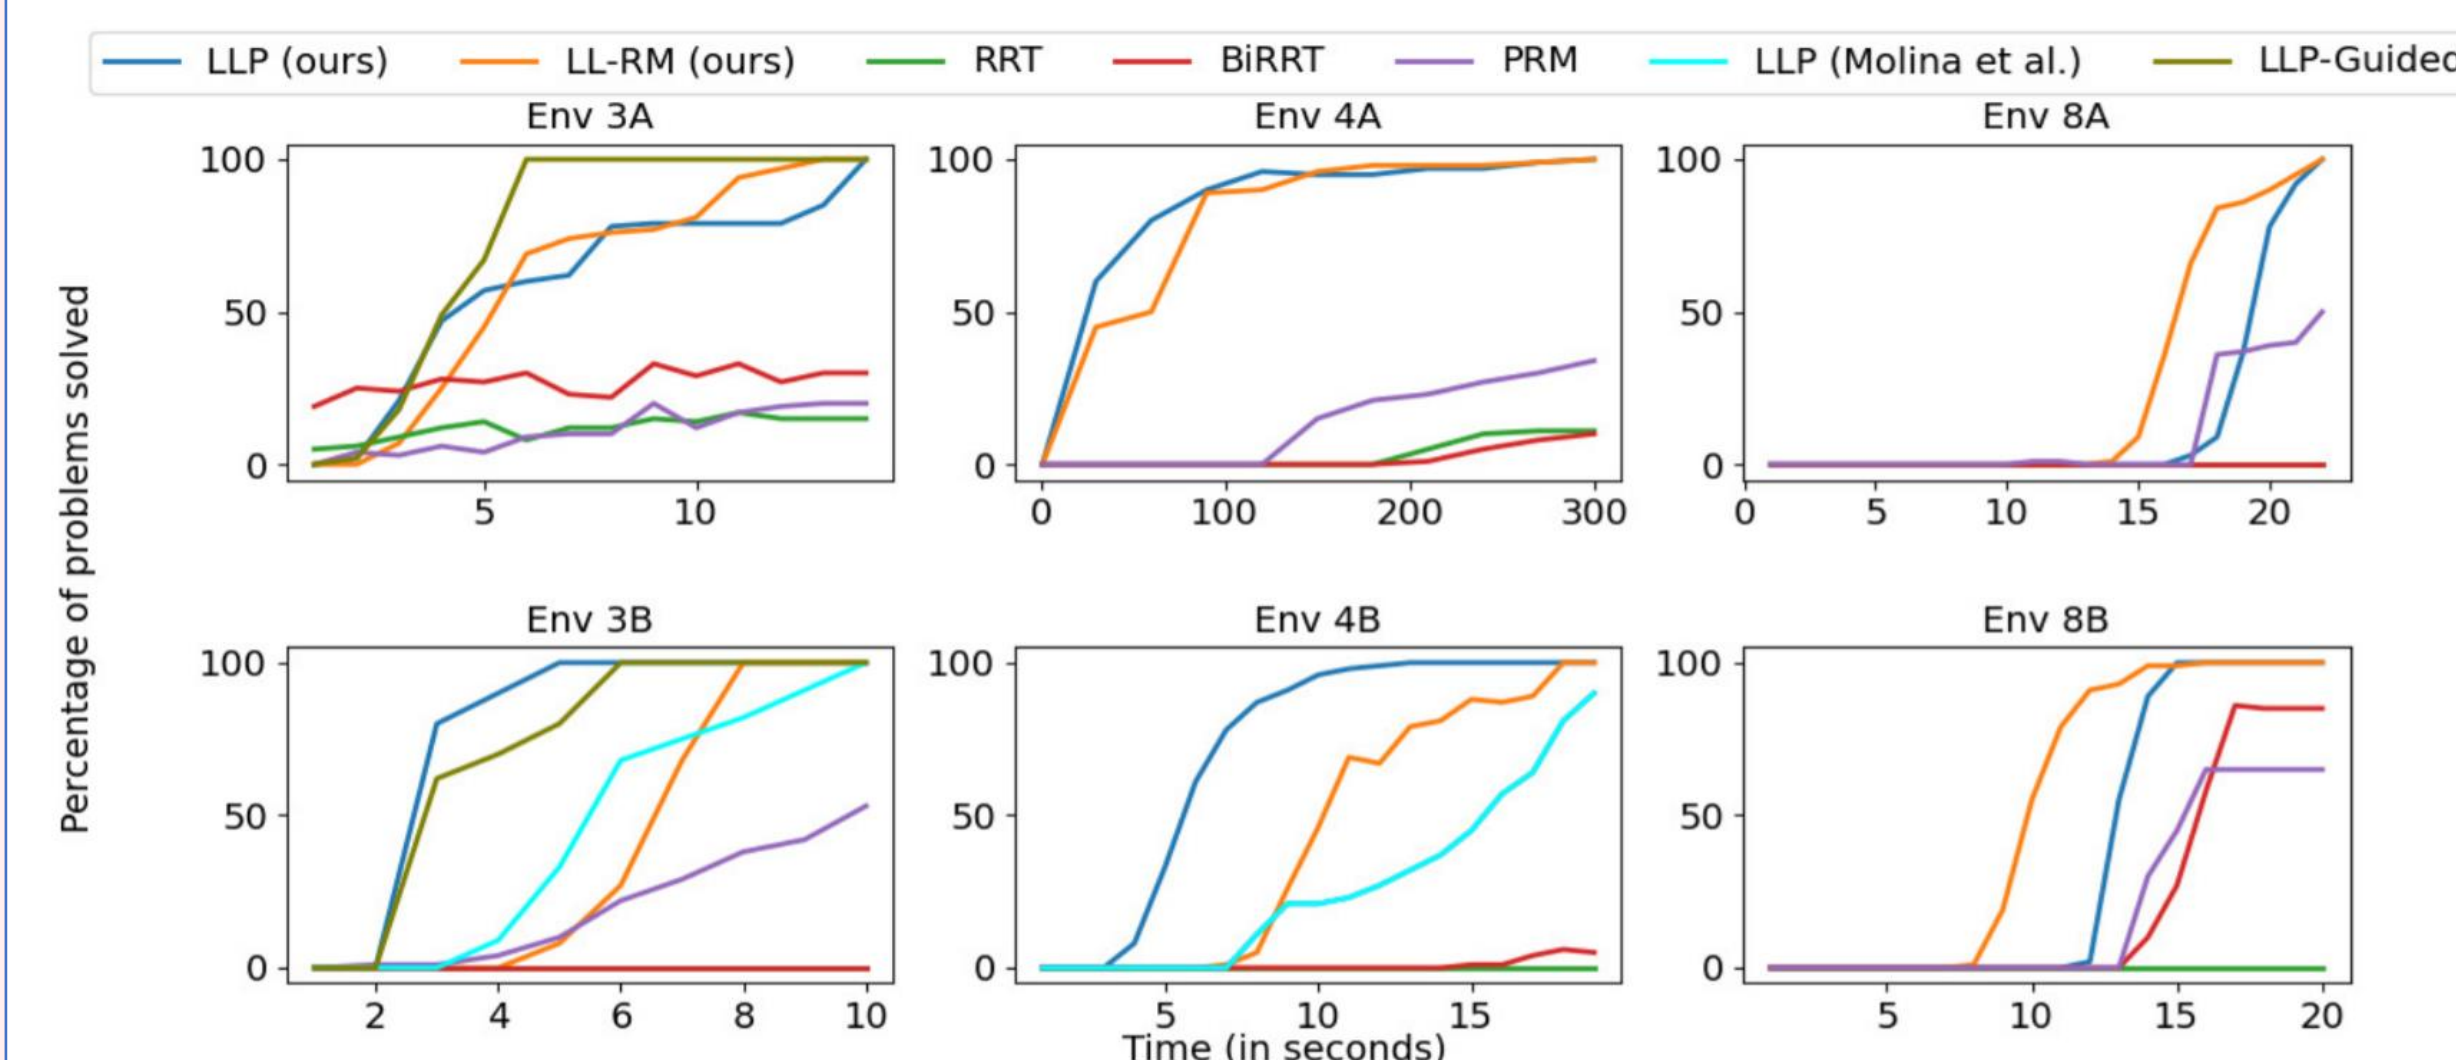 LLP (ours) LL-RM (ours) RRT BiRRT PRM LLP (Molina et al.) LLP-Guided
Env 3A Env 4A Env 8A
100 100 100
50 50 50
0 0 0
5 10 0 100 200 300 0 5 10 15 20
Percentage of problems solved
Env 3B Env 4B Env 8B
100 100 100
50 50 50
0 0 0
2 4 6 8 10 5 10 15 5 10 15 20
Time (in seconds)